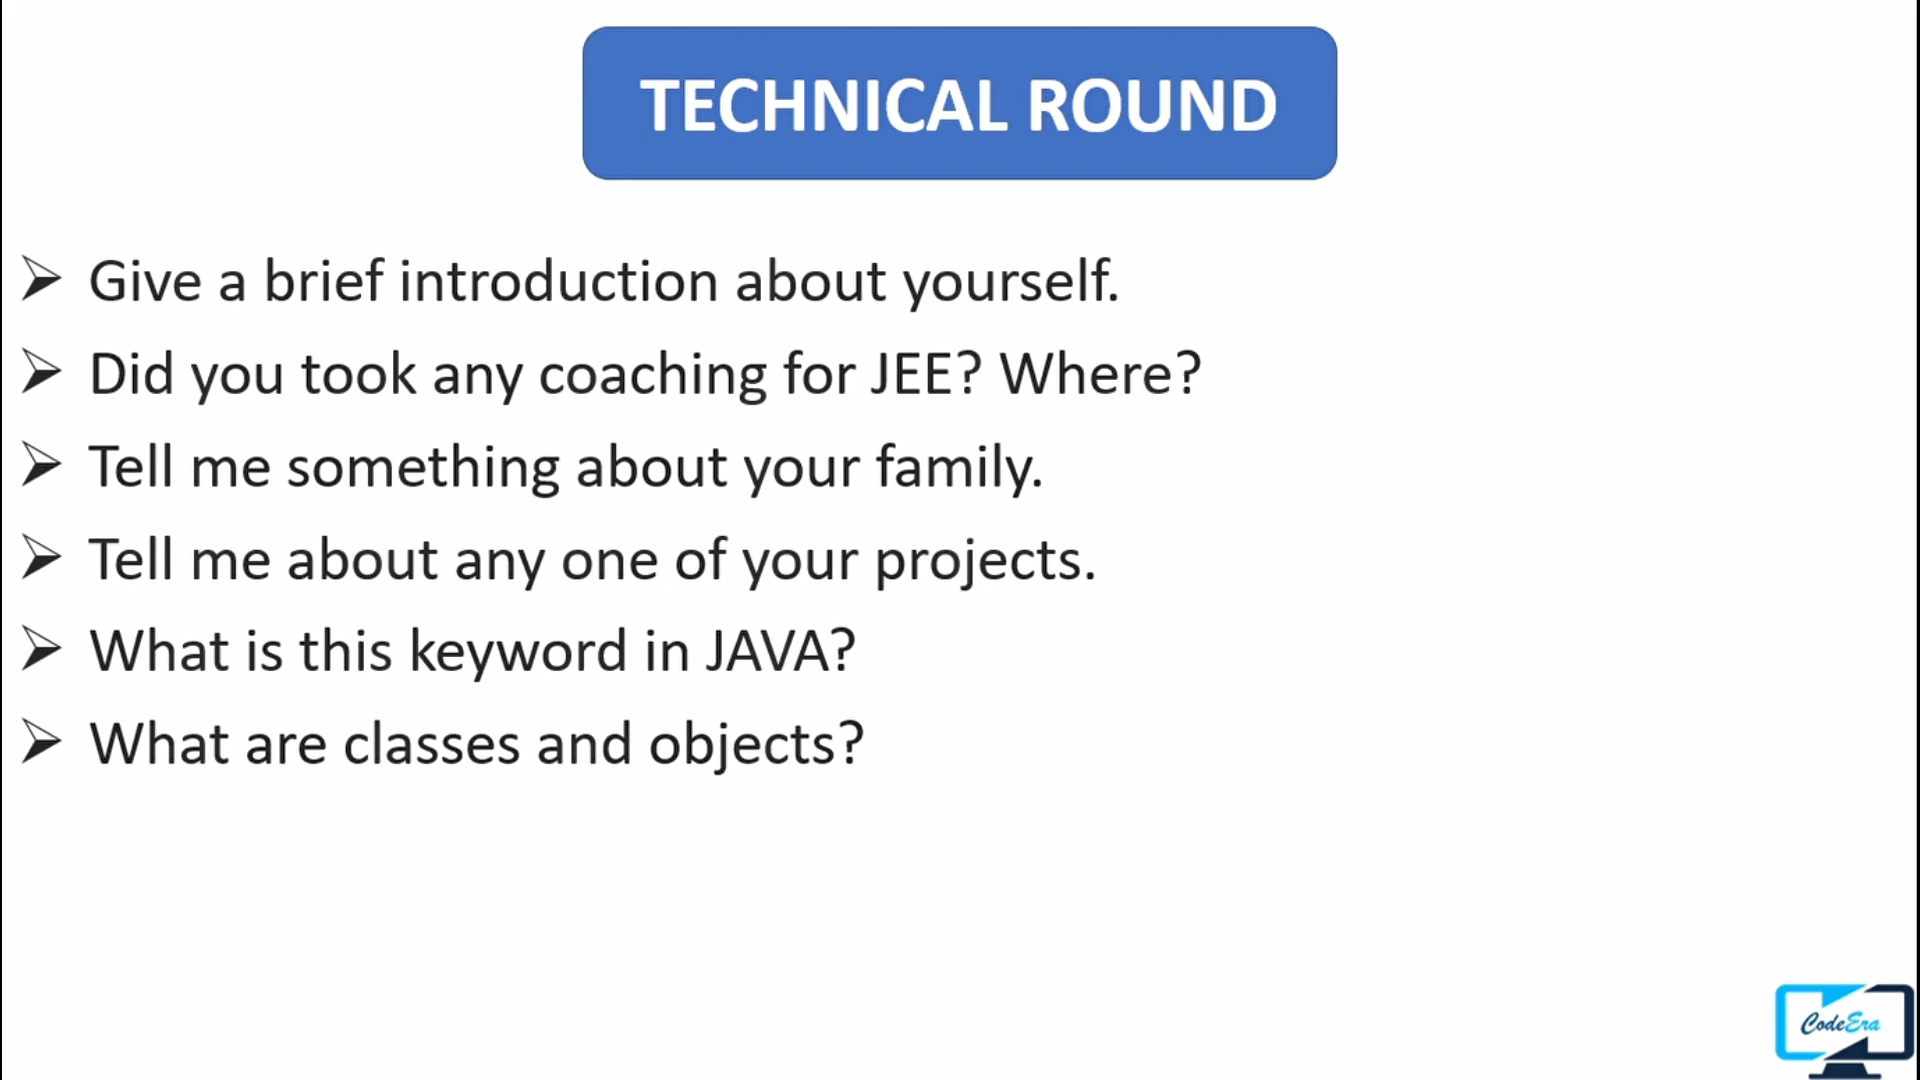 TECHNICAL ROUND
Give a brief introduction about yourself.
Did you took any coaching for JEE? Where?
Tell me something about your family.
Tell me about any one of your projects.
What is this keyword in JAVA?
What are classes and objects?
CodeEra